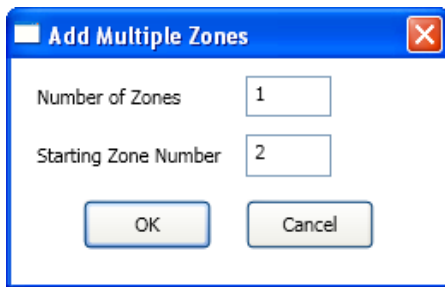 Add Multiple Zones
Number of Zones 1
Starting Zone Number 2
OK Cancel